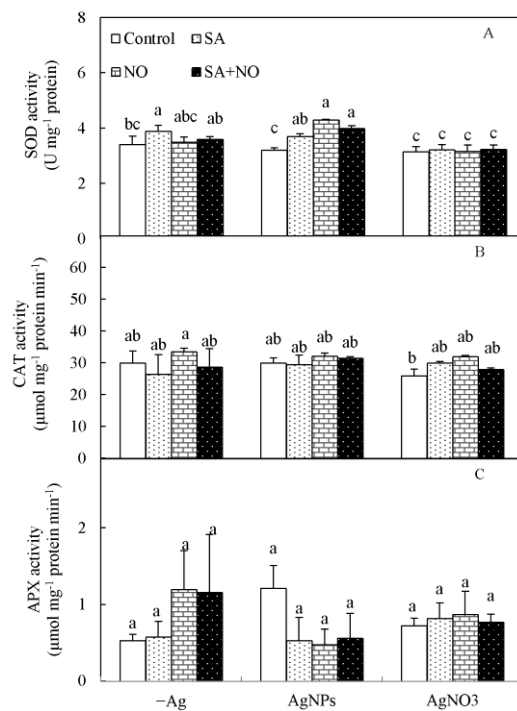 8
Control
SA
A
NO
SA+NO
6
SOD activity
(U mg⁻¹ protein)
a
a
a
ab
abc
ab
bc
c
c
c
c
c
4
2
0
B
60
50
CAT activity
(µmol mg⁻¹ protein min⁻¹)
40
ab
ab
a
ab
ab
ab
ab
ab
b
ab
ab
ab
30
20
10
0
C
2
APX activity
(µmol mg⁻¹ protein min⁻¹)
a
a
a
a
a
a
a
a
a
a
a
a
1
0
−Ag
AgNPs
AgNO3